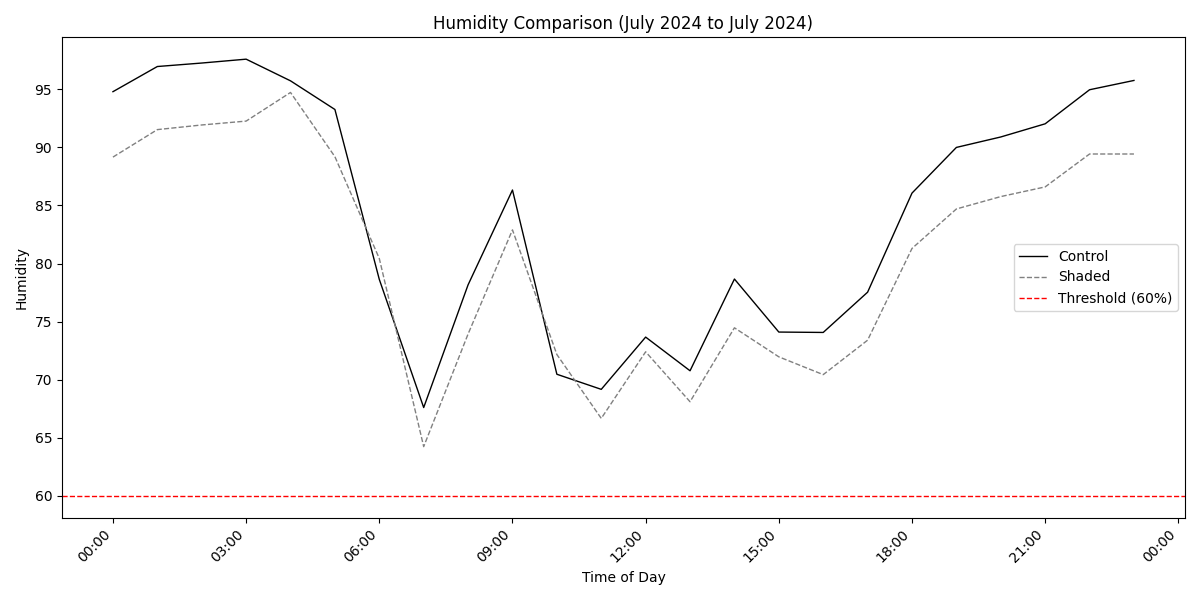 Humidity Comparison (July 2024 to July 2024)
Humidity
95
90
85
80
75
70
65
60
Control
Shaded
Threshold (60%)
00:00
03:00
06:00
09:00
12:00
15:00
18:00
21:00
00:00
Time of Day